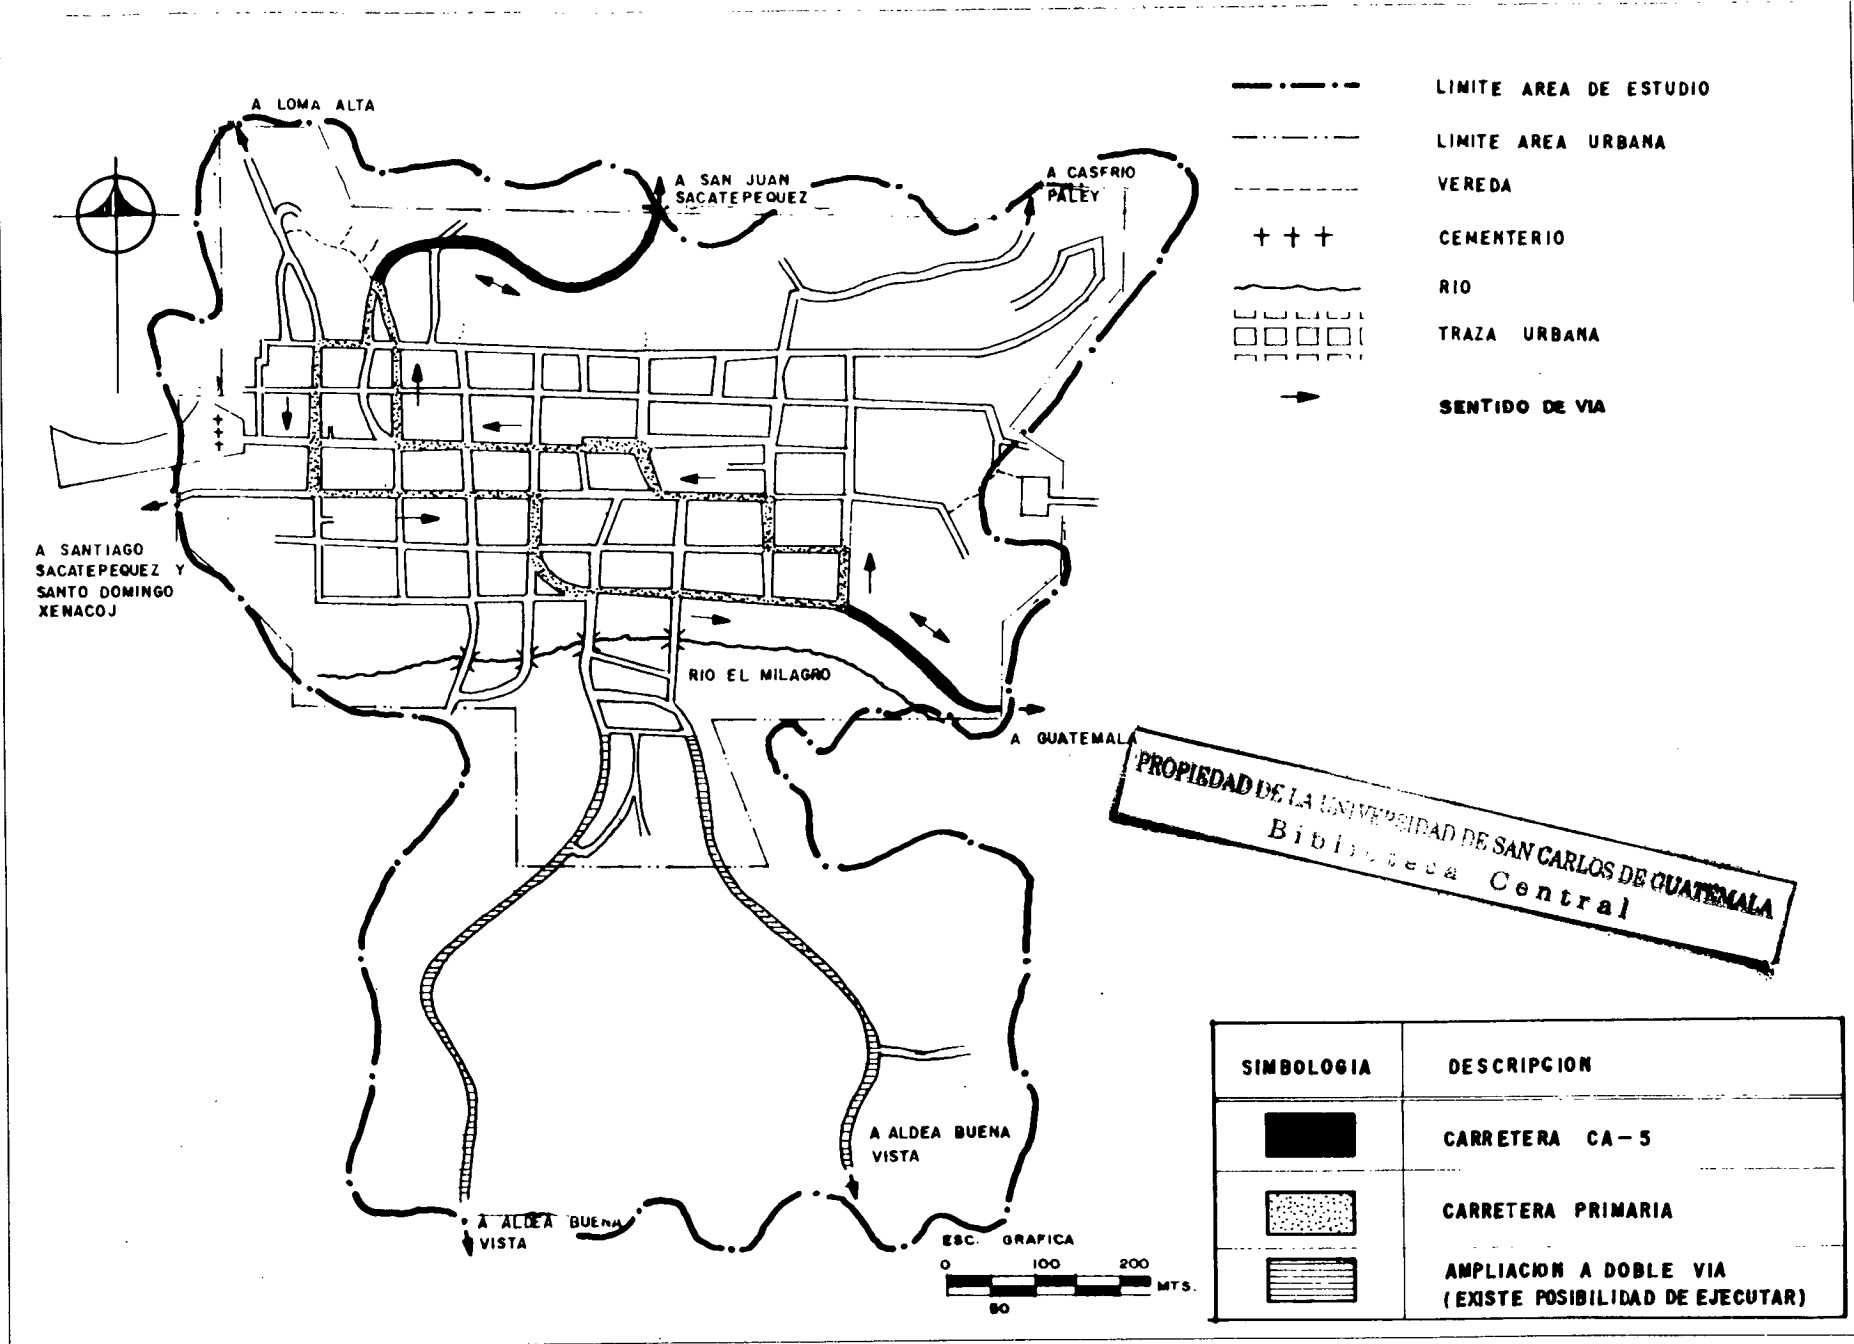 A LOMA ALTA
A SAN JUAN
SACATEPEQUEZ
A CASERIO
PALEY
LIMITE AREA DE ESTUDIO
LIMITE AREA URBANA
VEREDA
CEMENTERIO
RIO
TRAZA URBANA
SENTIDO DE VIA
A SANTIAGO
SACATEPEQUEZ Y
SANTO DOMINGO
XENACOJ
RIO EL MILAGRO
A GUATEMALA
PROPIEDAD DE LA UNIVERSIDAD DE SAN CARLOS DE GUATEMALA
Biblioteca Central
A ALDEA BUENA
VISTA
A ALDEA BUENA
VISTA
ESC. GRAFICA
0 100 200
MTS.
50
SIMBOLOGIA DESCRIPCION
CARRETERA CA-5
CARRETERA PRIMARIA
AMPLIACION A DOBLE VIA
(EXISTE POSIBILIDAD DE EJECUTAR)